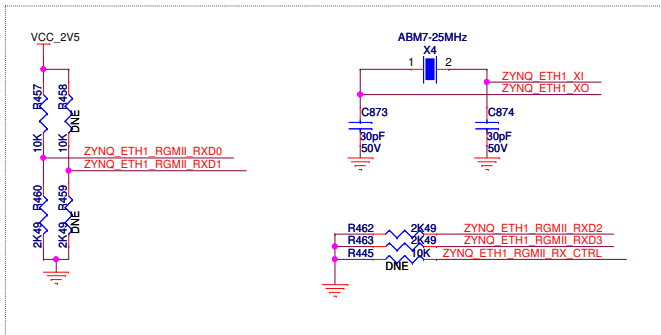 VCC_2V5
R457
10K
R458
10K
DNE
ZYNQ_ETH1_RGMII_RXD0
ZYNQ_ETH1_RGMII_RXD1
R460
2K49
R459
2K49
DNE
ABM7-25MHz
X4
1 2
ZYNQ_ETH1_XI
ZYNQ_ETH1_XO
C873
30pF
50V
C874
30pF
50V
R462 2K49 ZYNQ_ETH1_RGMII_RXD2
R463 2K49 ZYNQ_ETH1_RGMII_RXD3
R445 10K ZYNQ_ETH1_RGMII_RX_CTRL
DNE